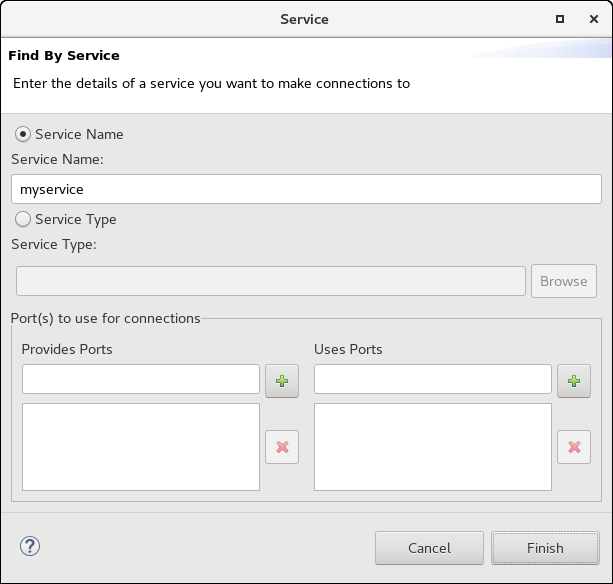 Service
Find By Service
Enter the details of a service you want to make connections to
Service Name
Service Name:
myservice
Service Type
Service Type:
Browse
Port(s) to use for connections
Provides Ports
Uses Ports
Cancel
Finish